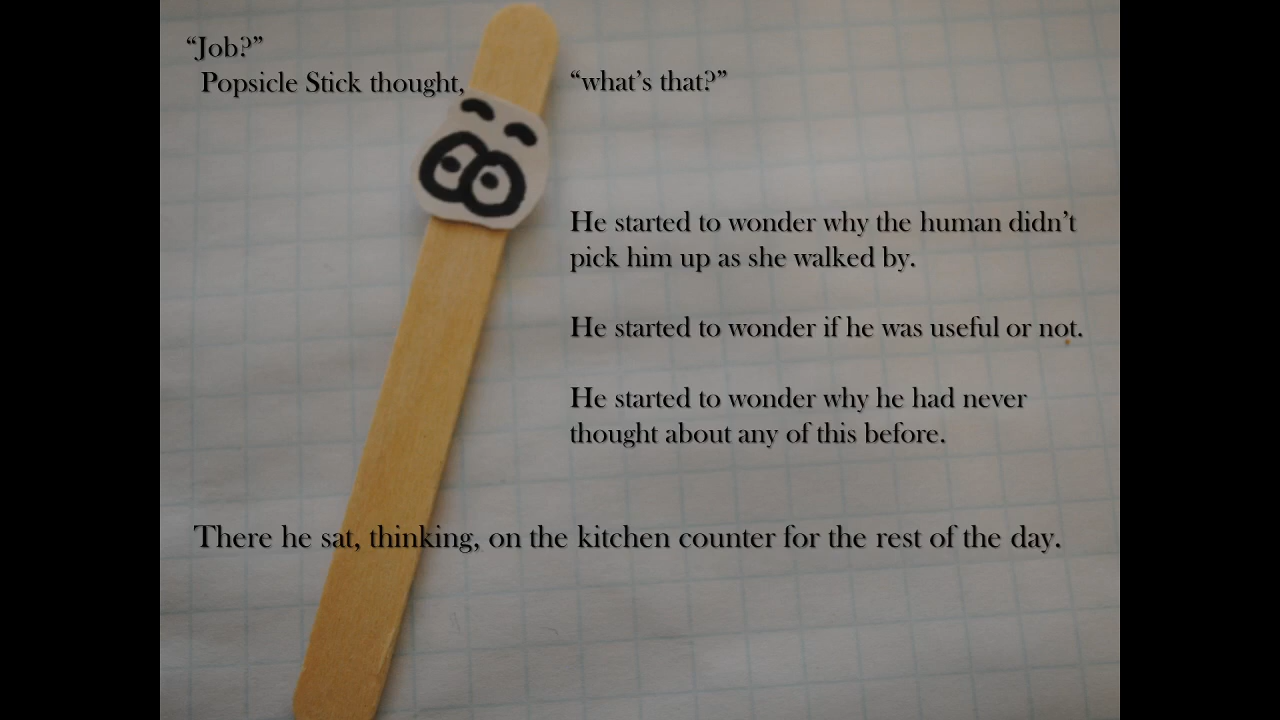 “Job?”
Popsicle Stick thought, “what’s that?”
He started to wonder why the human didn’t
pick him up as she walked by.
He started to wonder if he was useful or not.
He started to wonder why he had never
thought about any of this before.
There he sat, thinking, on the kitchen counter for the rest of the day.